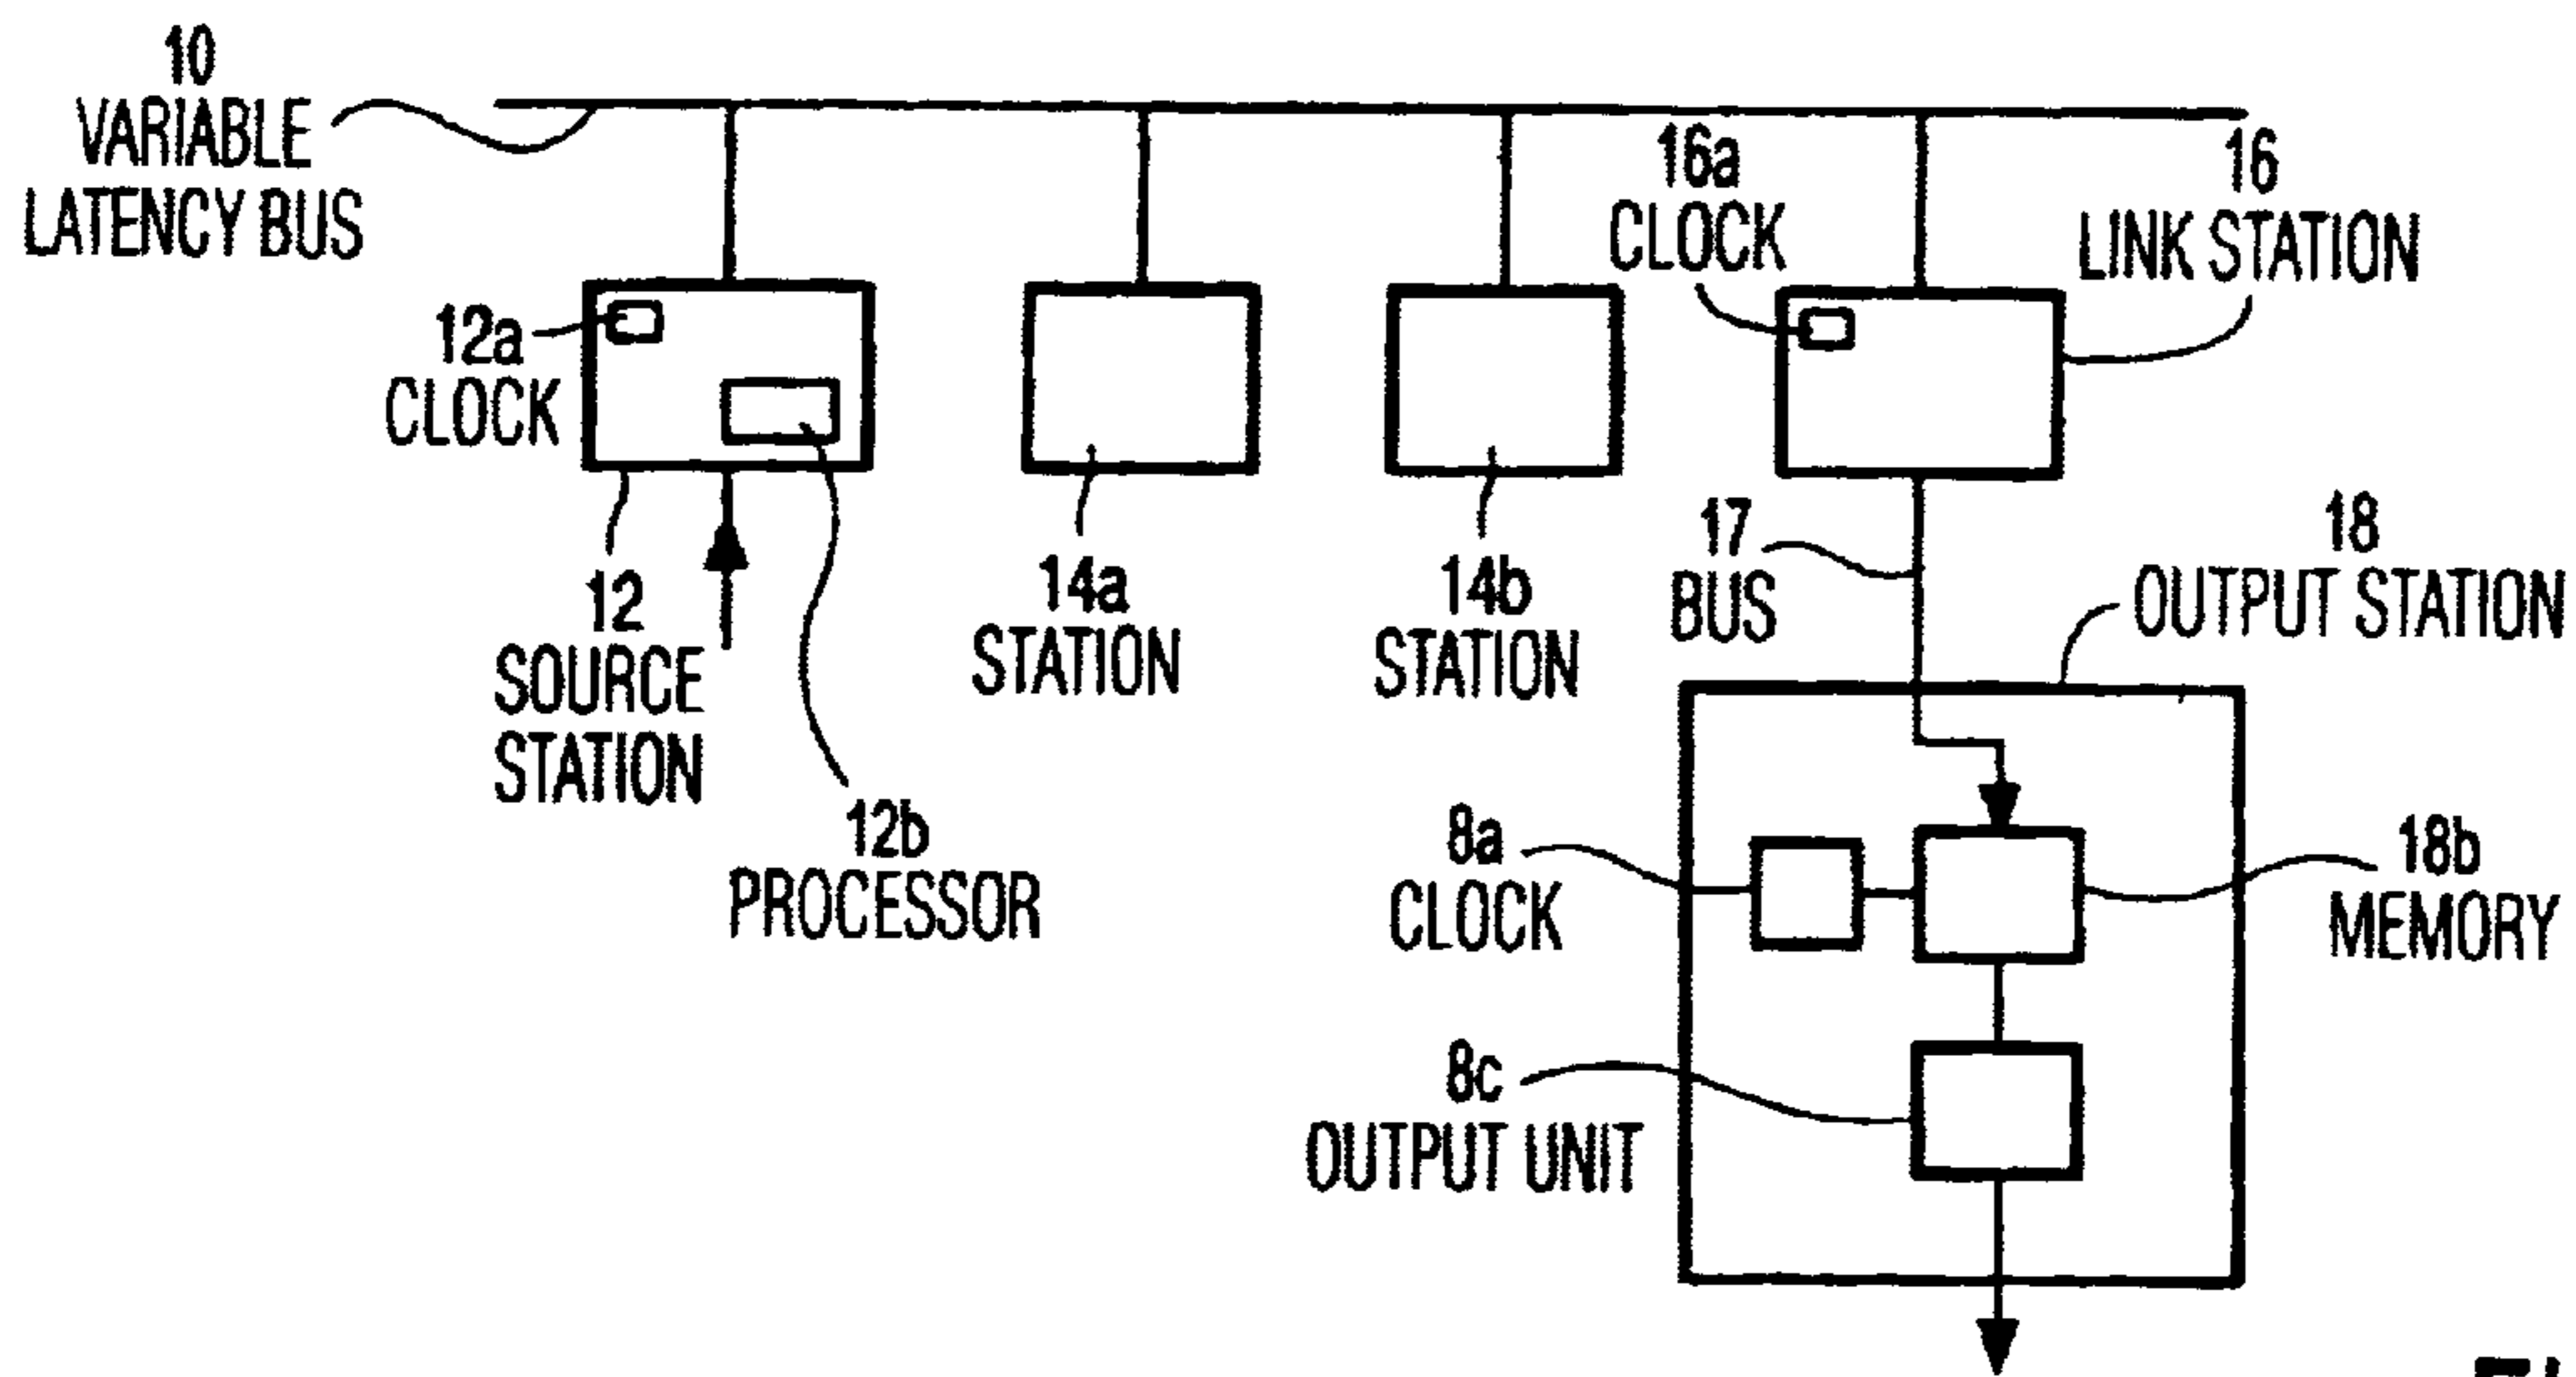 10
VARIABLE
LATENCY BUS
16a
CLOCK
16
LINK STATION
12a
CLOCK
12
SOURCE
STATION
12b
PROCESSOR
14a
STATION
14b
STATION
17
BUS
18
OUTPUT STATION
8a
CLOCK
18b
MEMORY
8c
OUTPUT UNIT